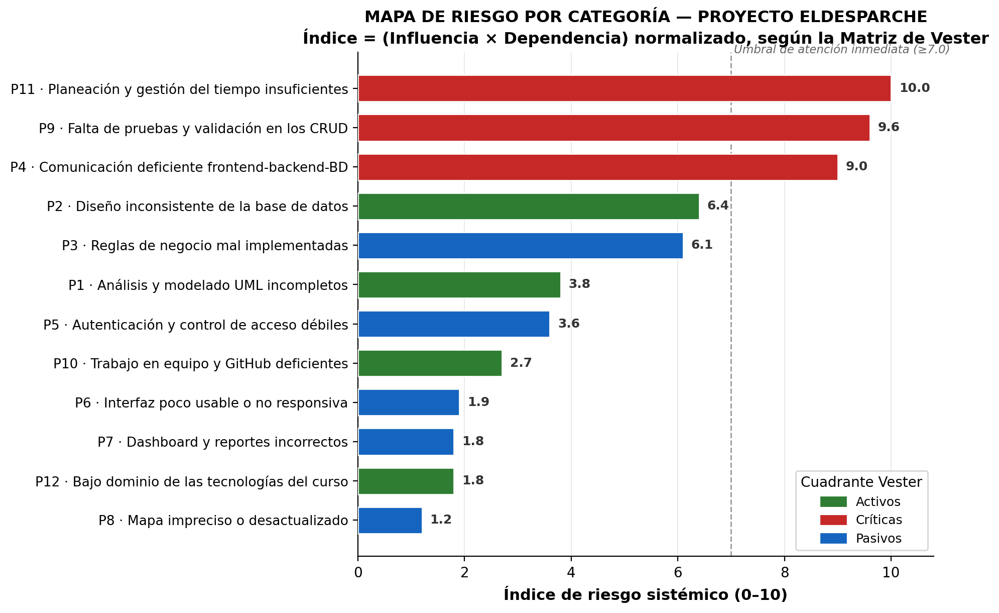 MAPA DE RIESGO POR CATEGORÍA — PROYECTO ELDESPARCHE
Índice = (Influencia × Dependencia) normalizado, según la Matriz de Vester
Umbral de atención inmediata (≥7.0)
P11 · Planeación y gestión del tiempo insuficientes 10.0
P9 · Falta de pruebas y validación en los CRUD 9.6
P4 · Comunicación deficiente frontend-backend-BD 9.0
P2 · Diseño inconsistente de la base de datos 6.4
P3 · Reglas de negocio mal implementadas 6.1
P1 · Análisis y modelado UML incompletos 3.8
P5 · Autenticación y control de acceso débiles 3.6
P10 · Trabajo en equipo y GitHub deficientes 2.7
P6 · Interfaz poco usable o no responsiva 1.9
P7 · Dashboard y reportes incorrectos 1.8
P12 · Bajo dominio de las tecnologías del curso 1.8
P8 · Mapa impreciso o desactualizado 1.2
Cuadrante Vester
Activos
Críticas
Pasivos
0 2 4 6 8 10
Índice de riesgo sistémico (0–10)